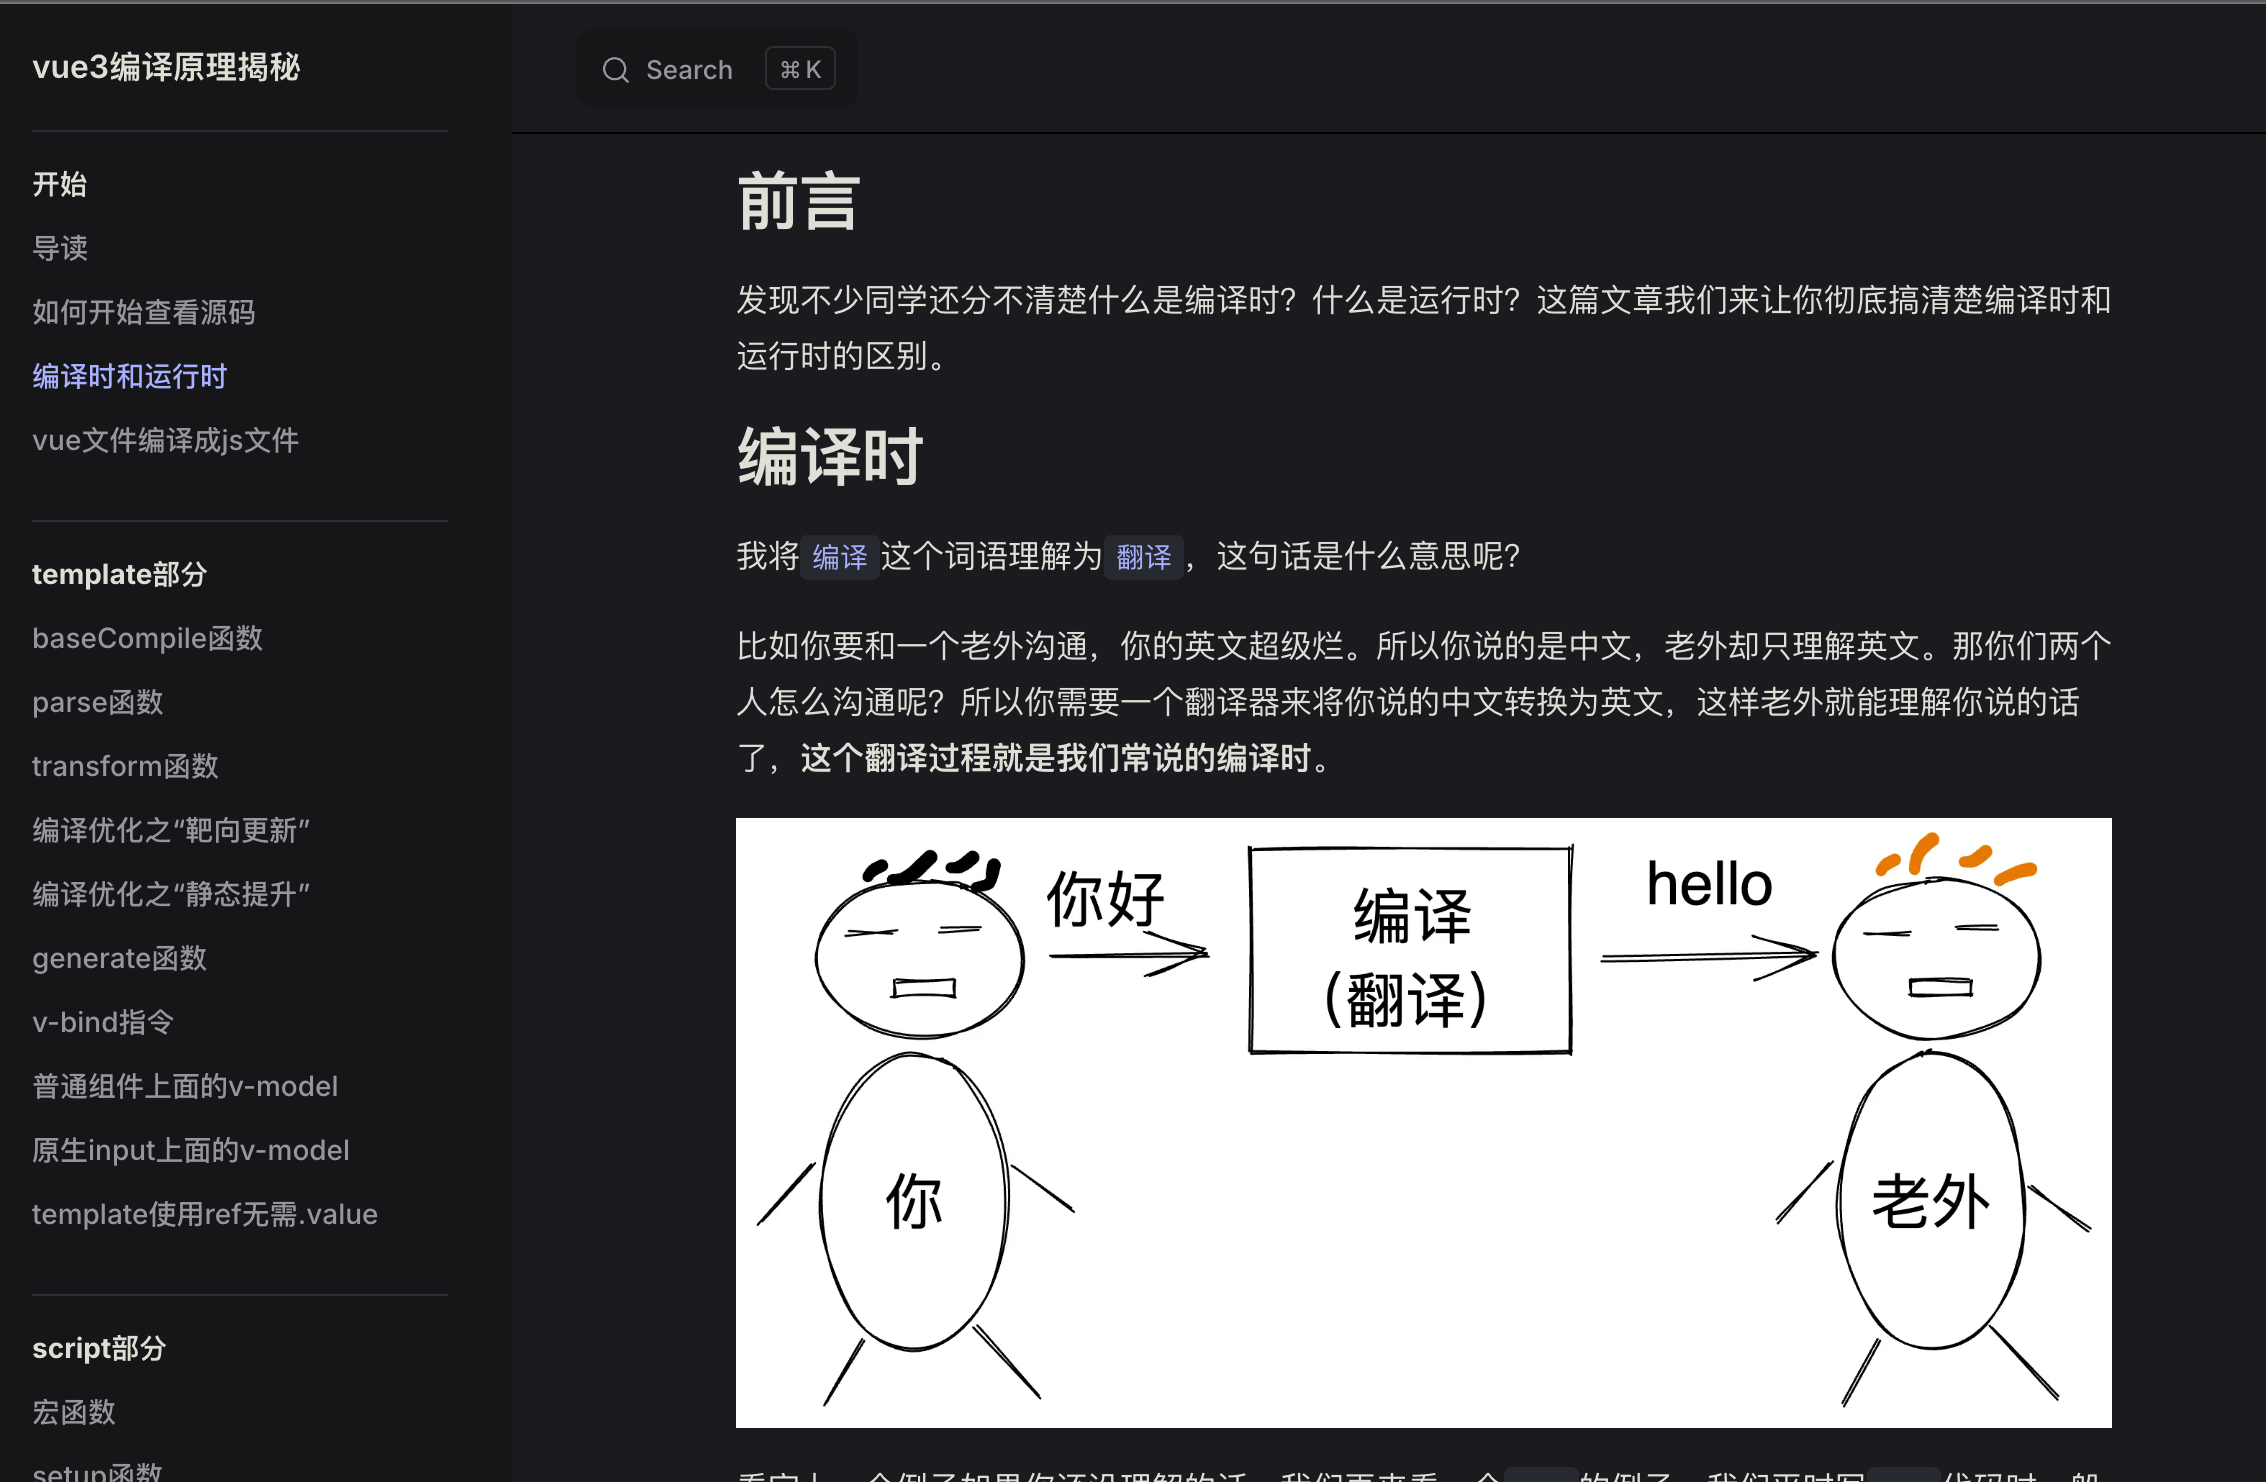 vue3编译原理揭秘
开始
导读
如何开始查看源码
编译时和运行时
vue文件编译成js文件
template部分
baseCompile函数
parse函数
transform函数
编译优化之“靶向更新”
编译优化之“静态提升”
generate函数
v-bind指令
普通组件上面的v-model
原生input上面的v-model
template使用ref无需.value
script部分
宏函数
setup函数
Search ⌘ K
前言
发现不少同学还分不清楚什么是编译时？什么是运行时？这篇文章我们来让你彻底搞清楚编译时和
运行时的区别。
编译时
我将 编译 这个词语理解为 翻译 ，这句话是什么意思呢？
比如你要和一个老外沟通，你的英文超级烂。所以你说的是中文，老外却只理解英文。那你们两个
人怎么沟通呢？所以你需要一个翻译器来将你说的中文转换为英文，这样老外就能理解你说的话
了，这个翻译过程就是我们常说的编译时。
你好
编译
(翻译)
hello
你
老外